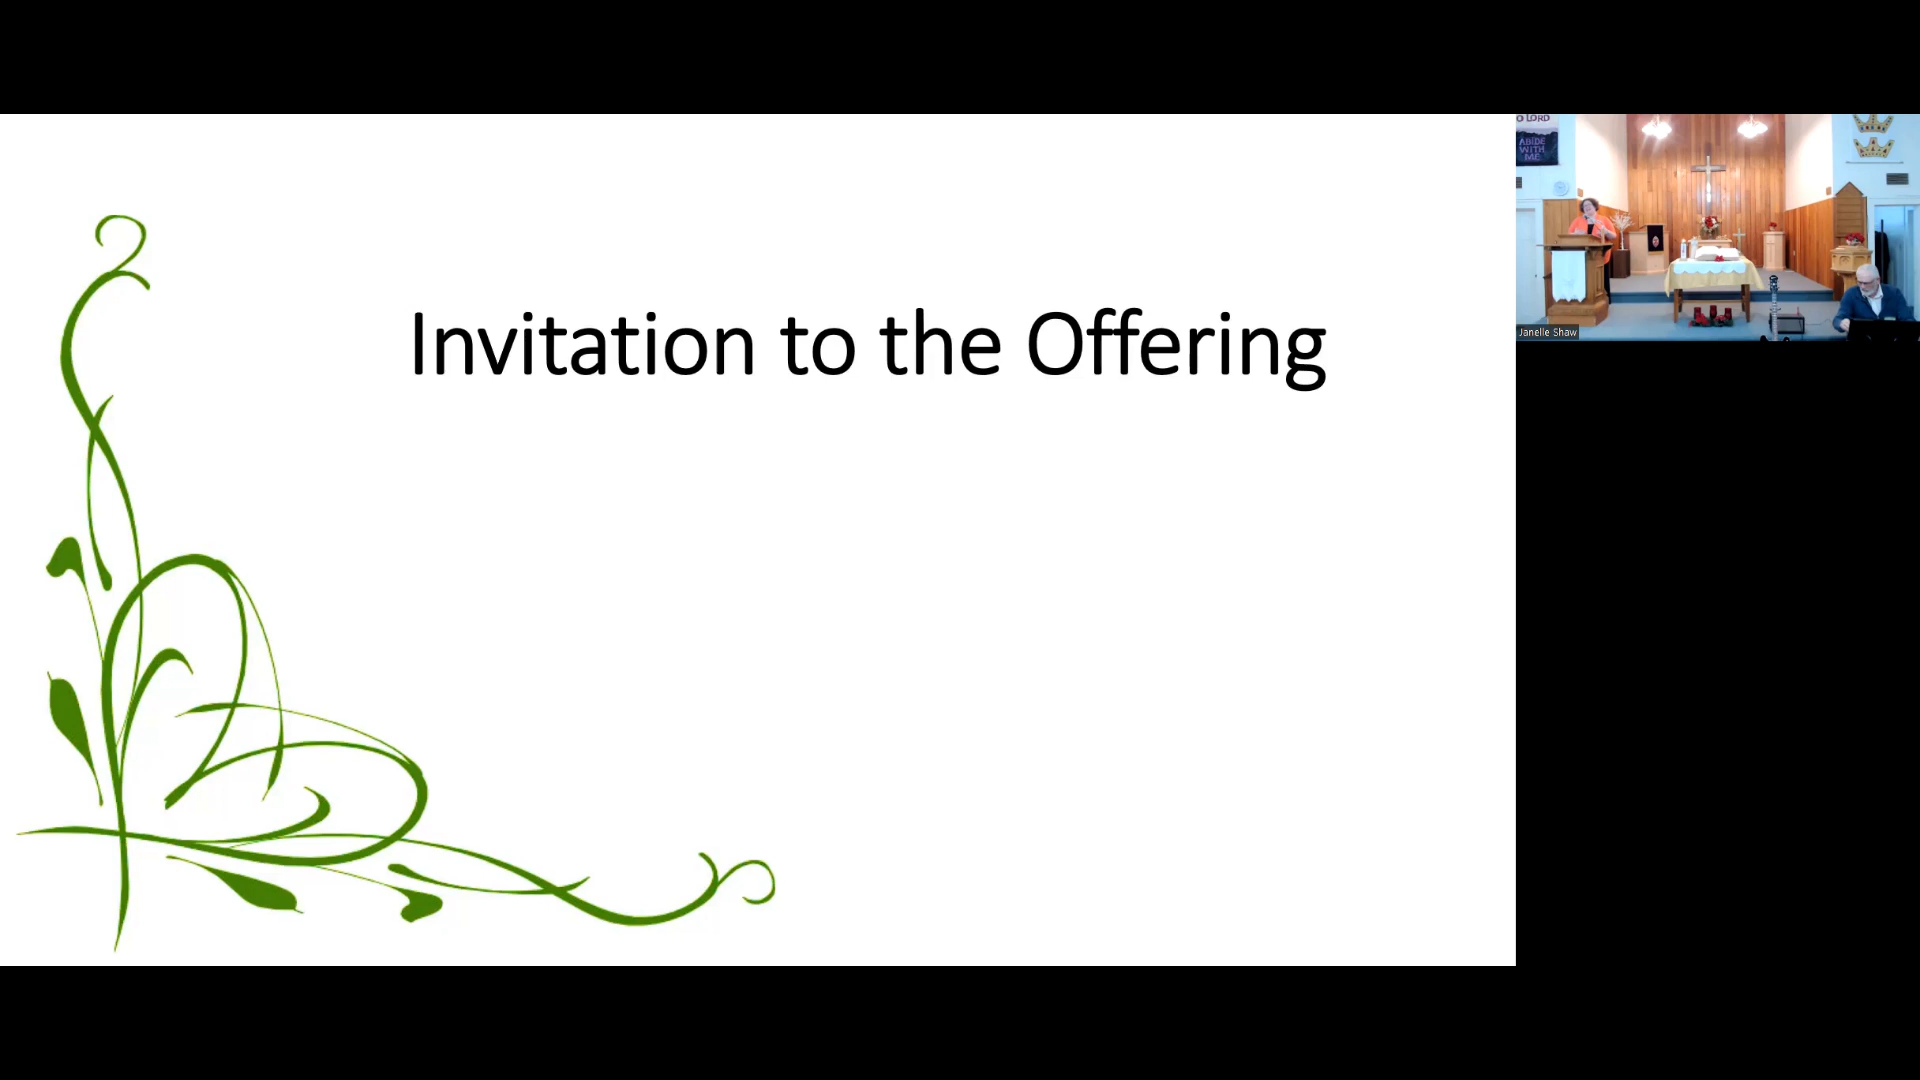 Invitation to the Offering
O LORD
ABIDE
WITH
ME
Janelle Shaw